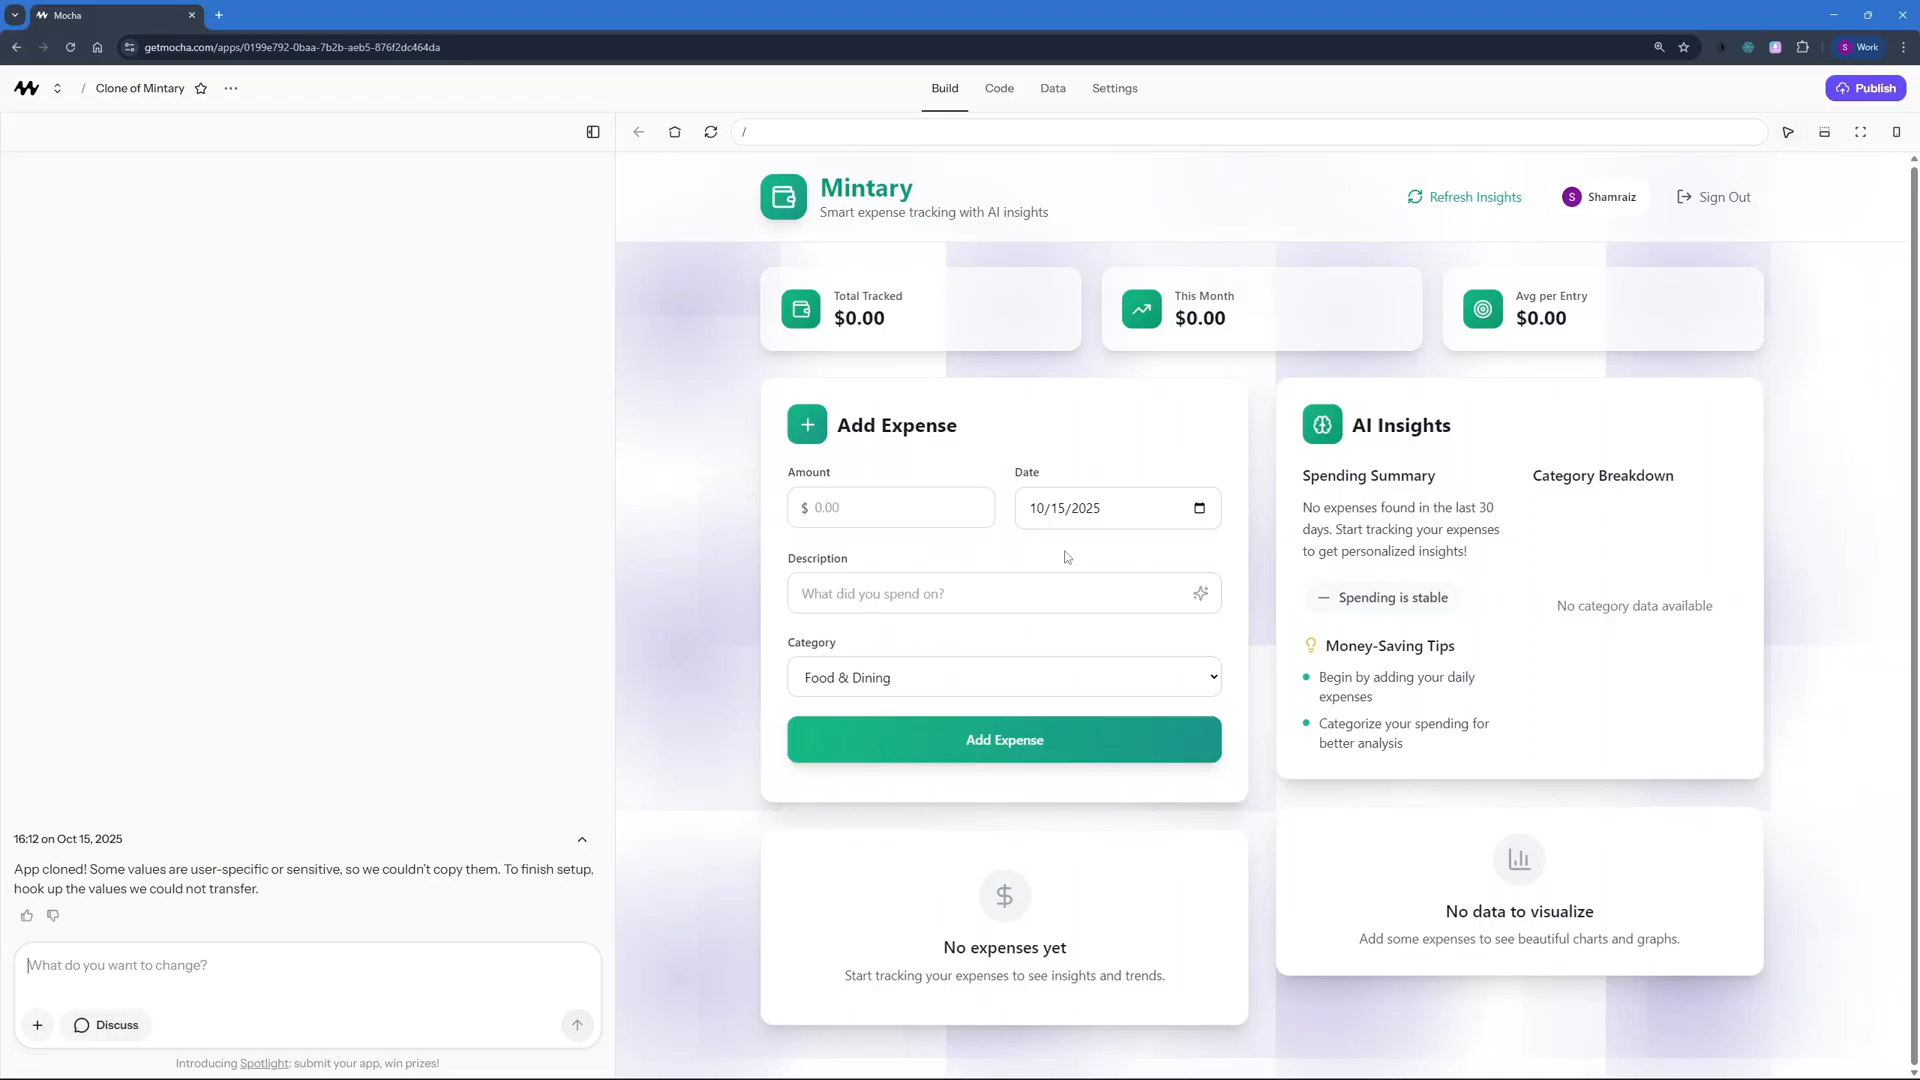 Mocha
getmocha.com/apps/0199e792-0baa-7b2b-aeb5-876f2dc464da
S Work
/ Clone of Mintary
Build Code Data Settings
Publish
/
Mintary
Smart expense tracking with AI insights
Refresh Insights
S Shamraiz
Sign Out
Total Tracked
$0.00
This Month
$0.00
Avg per Entry
$0.00
Add Expense
Amount
$ 0.00
Date
10/15/2025
Description
What did you spend on?
Category
Food & Dining
Add Expense
AI Insights
Spending Summary
No expenses found in the last 30
days. Start tracking your expenses
to get personalized insights!
Spending is stable
Money-Saving Tips
Begin by adding your daily
expenses
Categorize your spending for
better analysis
Category Breakdown
No category data available
No expenses yet
Start tracking your expenses to see insights and trends.
No data to visualize
Add some expenses to see beautiful charts and graphs.
16:12 on Oct 15, 2025
App cloned! Some values are user-specific or sensitive, so we couldn't copy them. To finish setup,
hook up the values we could not transfer.
What do you want to change?
Discuss
Introducing Spotlight: submit your app, win prizes!